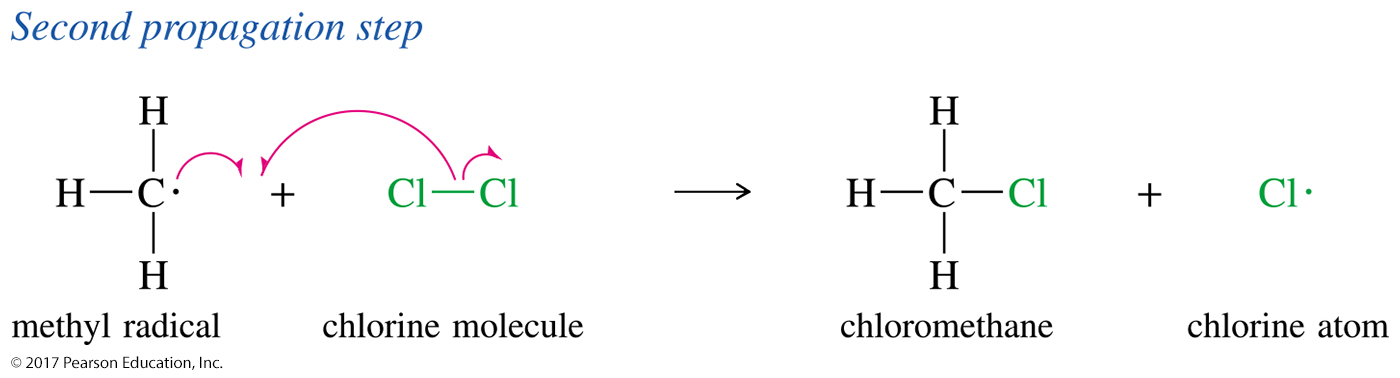 Second propagation step
H H
H—C· + Cl—Cl ⟶ H—C—Cl + Cl·
H H
methyl radical chlorine molecule chloromethane chlorine atom
© 2017 Pearson Education, Inc.